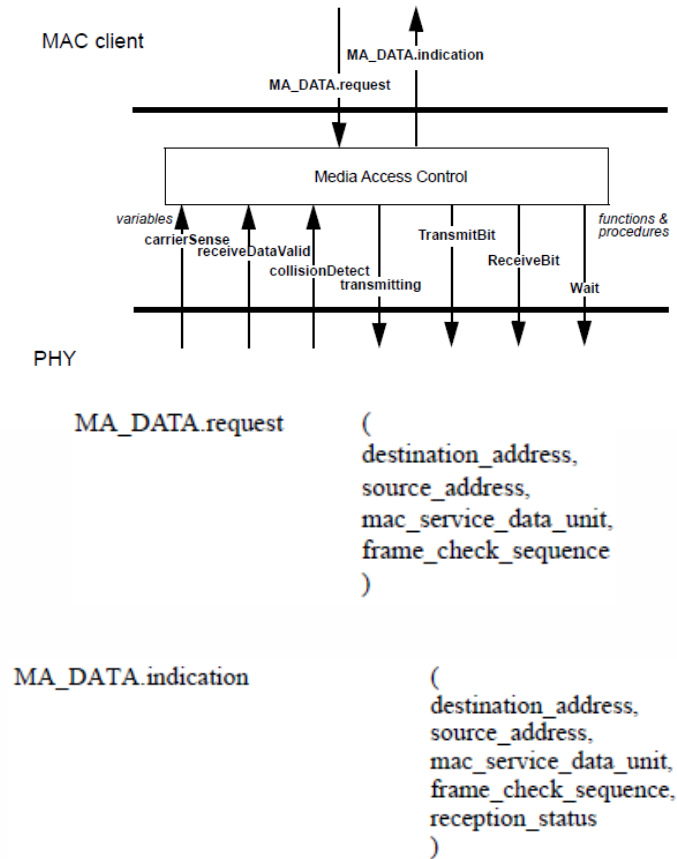 MAC client
MA_DATA.indication
MA_DATA.request
Media Access Control
variables
functions &
procedures
carrierSense
receiveDataValid
collisionDetect
transmitting
TransmitBit
ReceiveBit
Wait
PHY
MA_DATA.request (
destination_address,
source_address,
mac_service_data_unit,
frame_check_sequence
)
MA_DATA.indication (
destination_address,
source_address,
mac_service_data_unit,
frame_check_sequence,
reception_status
)